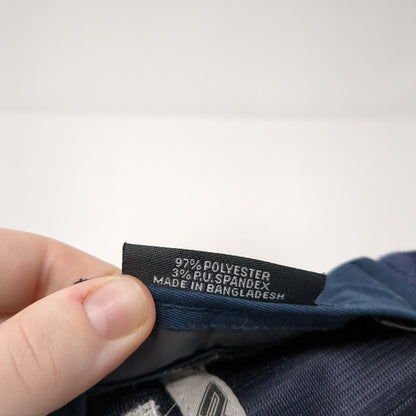 97% POLYESTER
3% P.U. SPANDEX
MADE IN BANGLADESH